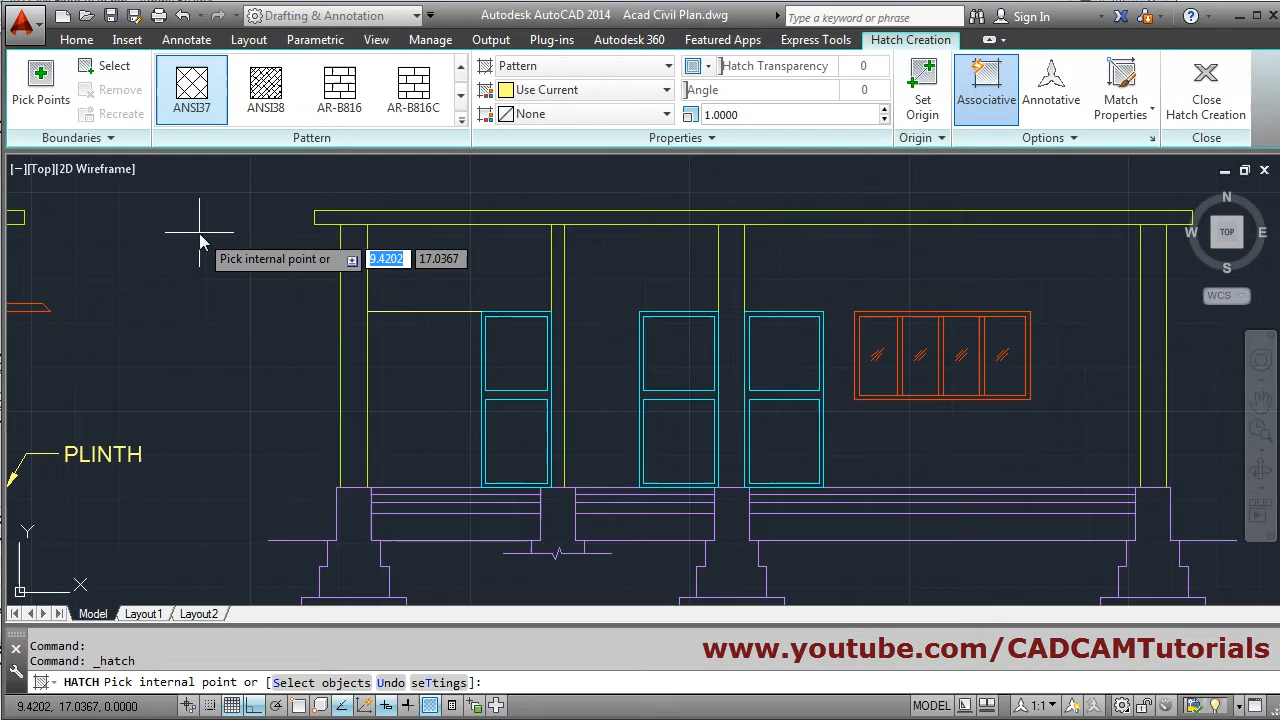 Drafting & Annotation
Autodesk AutoCAD 2014 Acad Civil Plan.dwg
Type a keyword or phrase
Sign In
Home Insert Annotate Layout Parametric View Manage Output Plug-ins Autodesk 360 Featured Apps Express Tools Hatch Creation
Pick Points
Select
Remove
Recreate
ANSI37 ANSI38 AR-B816 AR-B816C
Pattern
Use Current
None
Hatch Transparency 0
Angle 0
1.0000
Set Origin
Associative
Annotative
Match Properties
Close Hatch Creation
Boundaries
Pattern
Properties
Origin
Options
Close
[−][Top][2D Wireframe]
N
W TOP E
S
WCS
Pick internal point or 9.4202 17.0367
PLINTH
Y
X
Model Layout1 Layout2
Command:
Command: _hatch
www.youtube.com/CADCAMTutorials
HATCH Pick internal point or [Select objects Undo seTtings]:
9.4202, 17.0367, 0.0000
MODEL
1:1